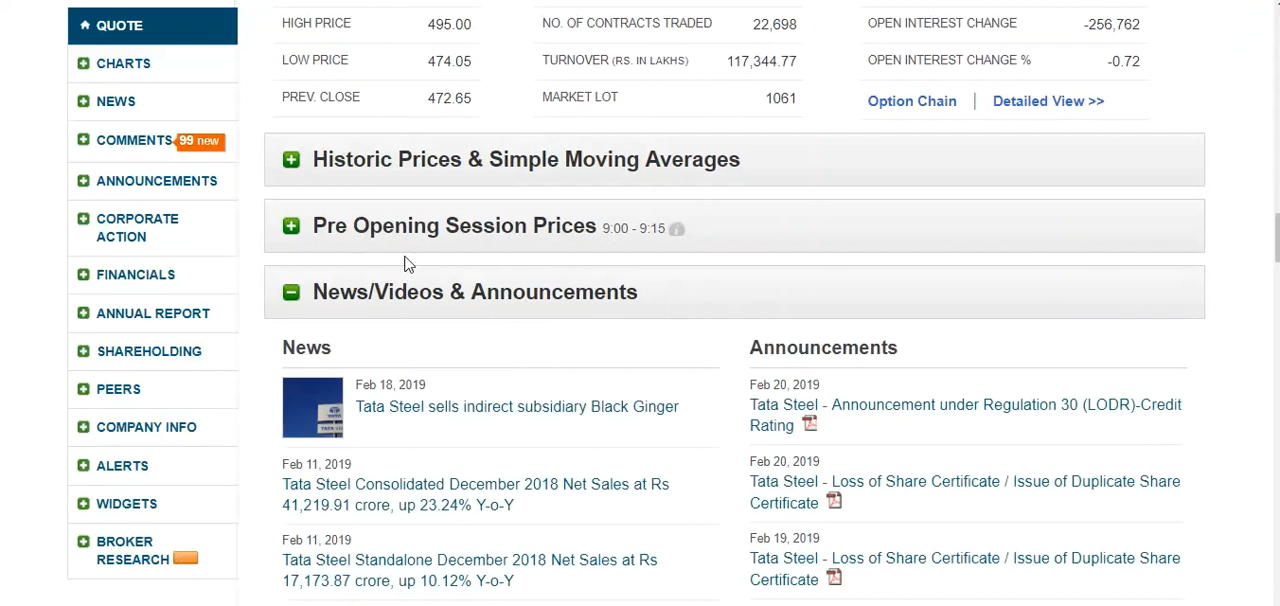 QUOTE
CHARTS
NEWS
COMMENTS 99 new
ANNOUNCEMENTS
CORPORATE
ACTION
FINANCIALS
ANNUAL REPORT
SHAREHOLDING
PEERS
COMPANY INFO
ALERTS
WIDGETS
BROKER
RESEARCH
HIGH PRICE 495.00
LOW PRICE 474.05
PREV. CLOSE 472.65
NO. OF CONTRACTS TRADED 22,698
TURNOVER (RS. IN LAKHS) 117,344.77
MARKET LOT 1061
OPEN INTEREST CHANGE -256,762
OPEN INTEREST CHANGE % -0.72
Option Chain | Detailed View >>
Historic Prices & Simple Moving Averages
Pre Opening Session Prices 9:00 - 9:15
News/Videos & Announcements
News
Feb 18, 2019
Tata Steel sells indirect subsidiary Black Ginger
Feb 11, 2019
Tata Steel Consolidated December 2018 Net Sales at Rs
41,219.91 crore, up 23.24% Y-o-Y
Feb 11, 2019
Tata Steel Standalone December 2018 Net Sales at Rs
17,173.87 crore, up 10.12% Y-o-Y
Announcements
Feb 20, 2019
Tata Steel - Announcement under Regulation 30 (LODR)-Credit
Rating
Feb 20, 2019
Tata Steel - Loss of Share Certificate / Issue of Duplicate Share
Certificate
Feb 19, 2019
Tata Steel - Loss of Share Certificate / Issue of Duplicate Share
Certificate